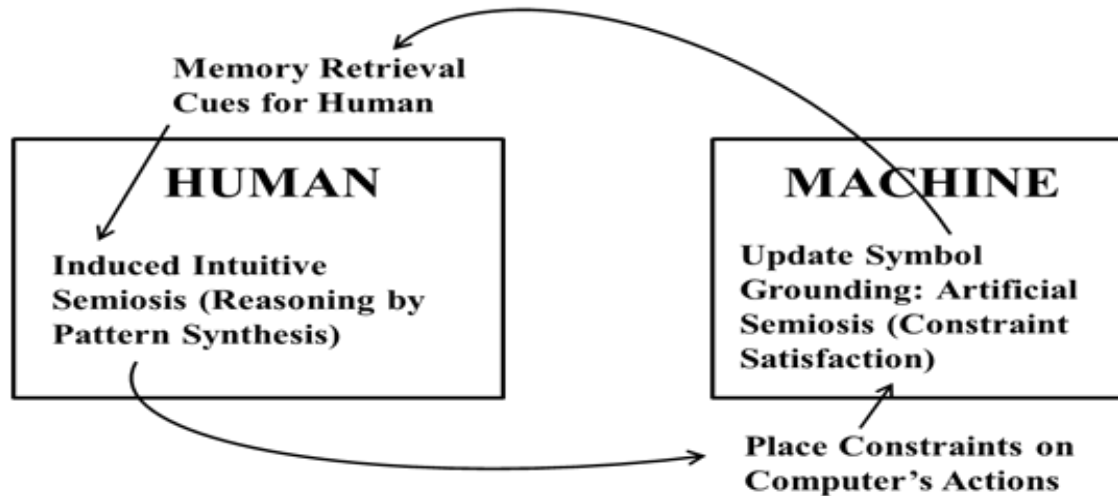 Memory Retrieval
Cues for Human
HUMAN
Induced Intuitive
Semiosis (Reasoning by
Pattern Synthesis)
MACHINE
Update Symbol
Grounding: Artificial
Semiosis (Constraint
Satisfaction)
Place Constraints on
Computer’s Actions